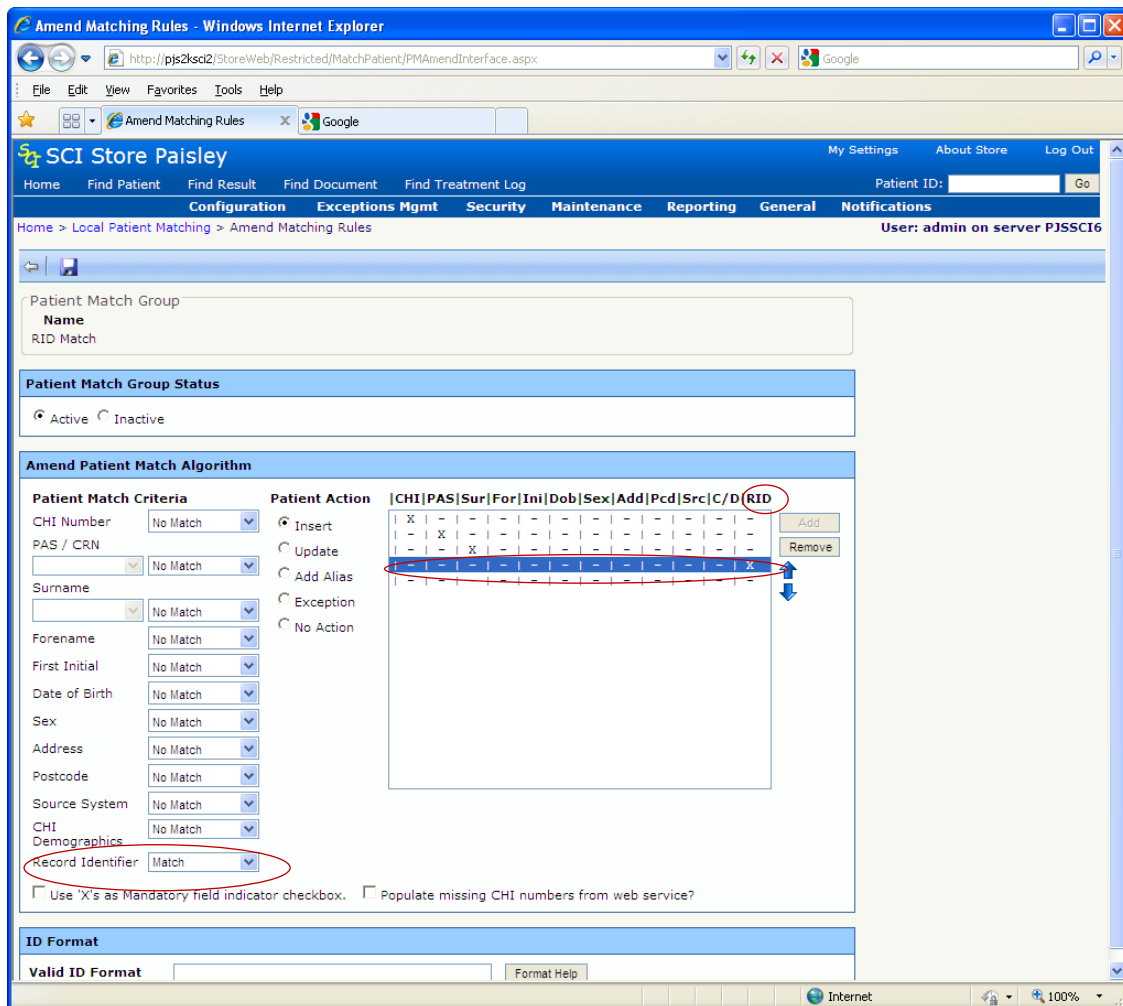 Amend Matching Rules - Windows Internet Explorer
http://pjs2ksci2/StoreWeb/Restricted/MatchPatient/PMAmendInterface.aspx
Google
File Edit View Favorites Tools Help
Amend Matching Rules
Google
SCI Store Paisley
My Settings About Store Log Out
Home Find Patient Find Result Find Document Find Treatment Log
Patient ID: Go
Configuration Exceptions Mgmt Security Maintenance Reporting General Notifications
Home > Local Patient Matching > Amend Matching Rules
User: admin on server PJSSCI6
Patient Match Group
Name
RID Match
Patient Match Group Status
Active Inactive
Amend Patient Match Algorithm
Patient Match Criteria Patient Action |CHI|PAS|Sur|For|Ini|Dob|Sex|Add|Pcd|Src|C/D|RID
CHI Number No Match Insert
| X | - | - | - | - | - | - | - | - | - | - | -
Add
| - | X | - | - | - | - | - | - | - | - | - | -
PAS / CRN
Update
| - | - | X | - | - | - | - | - | - | - | - | -
Remove
No Match
| - | - | - | - | - | - | - | - | - | - | - | X
Add Alias
| - | - | - | - | - | - | - | - | - | - | - | -
Surname
No Match
Exception
Forename No Match
No Action
First Initial No Match
Date of Birth No Match
Sex No Match
Address No Match
Postcode No Match
Source System No Match
CHI Demographics No Match
Record Identifier Match
Use 'X's as Mandatory field indicator checkbox. Populate missing CHI numbers from web service?
ID Format
Valid ID Format Format Help
Internet 100%